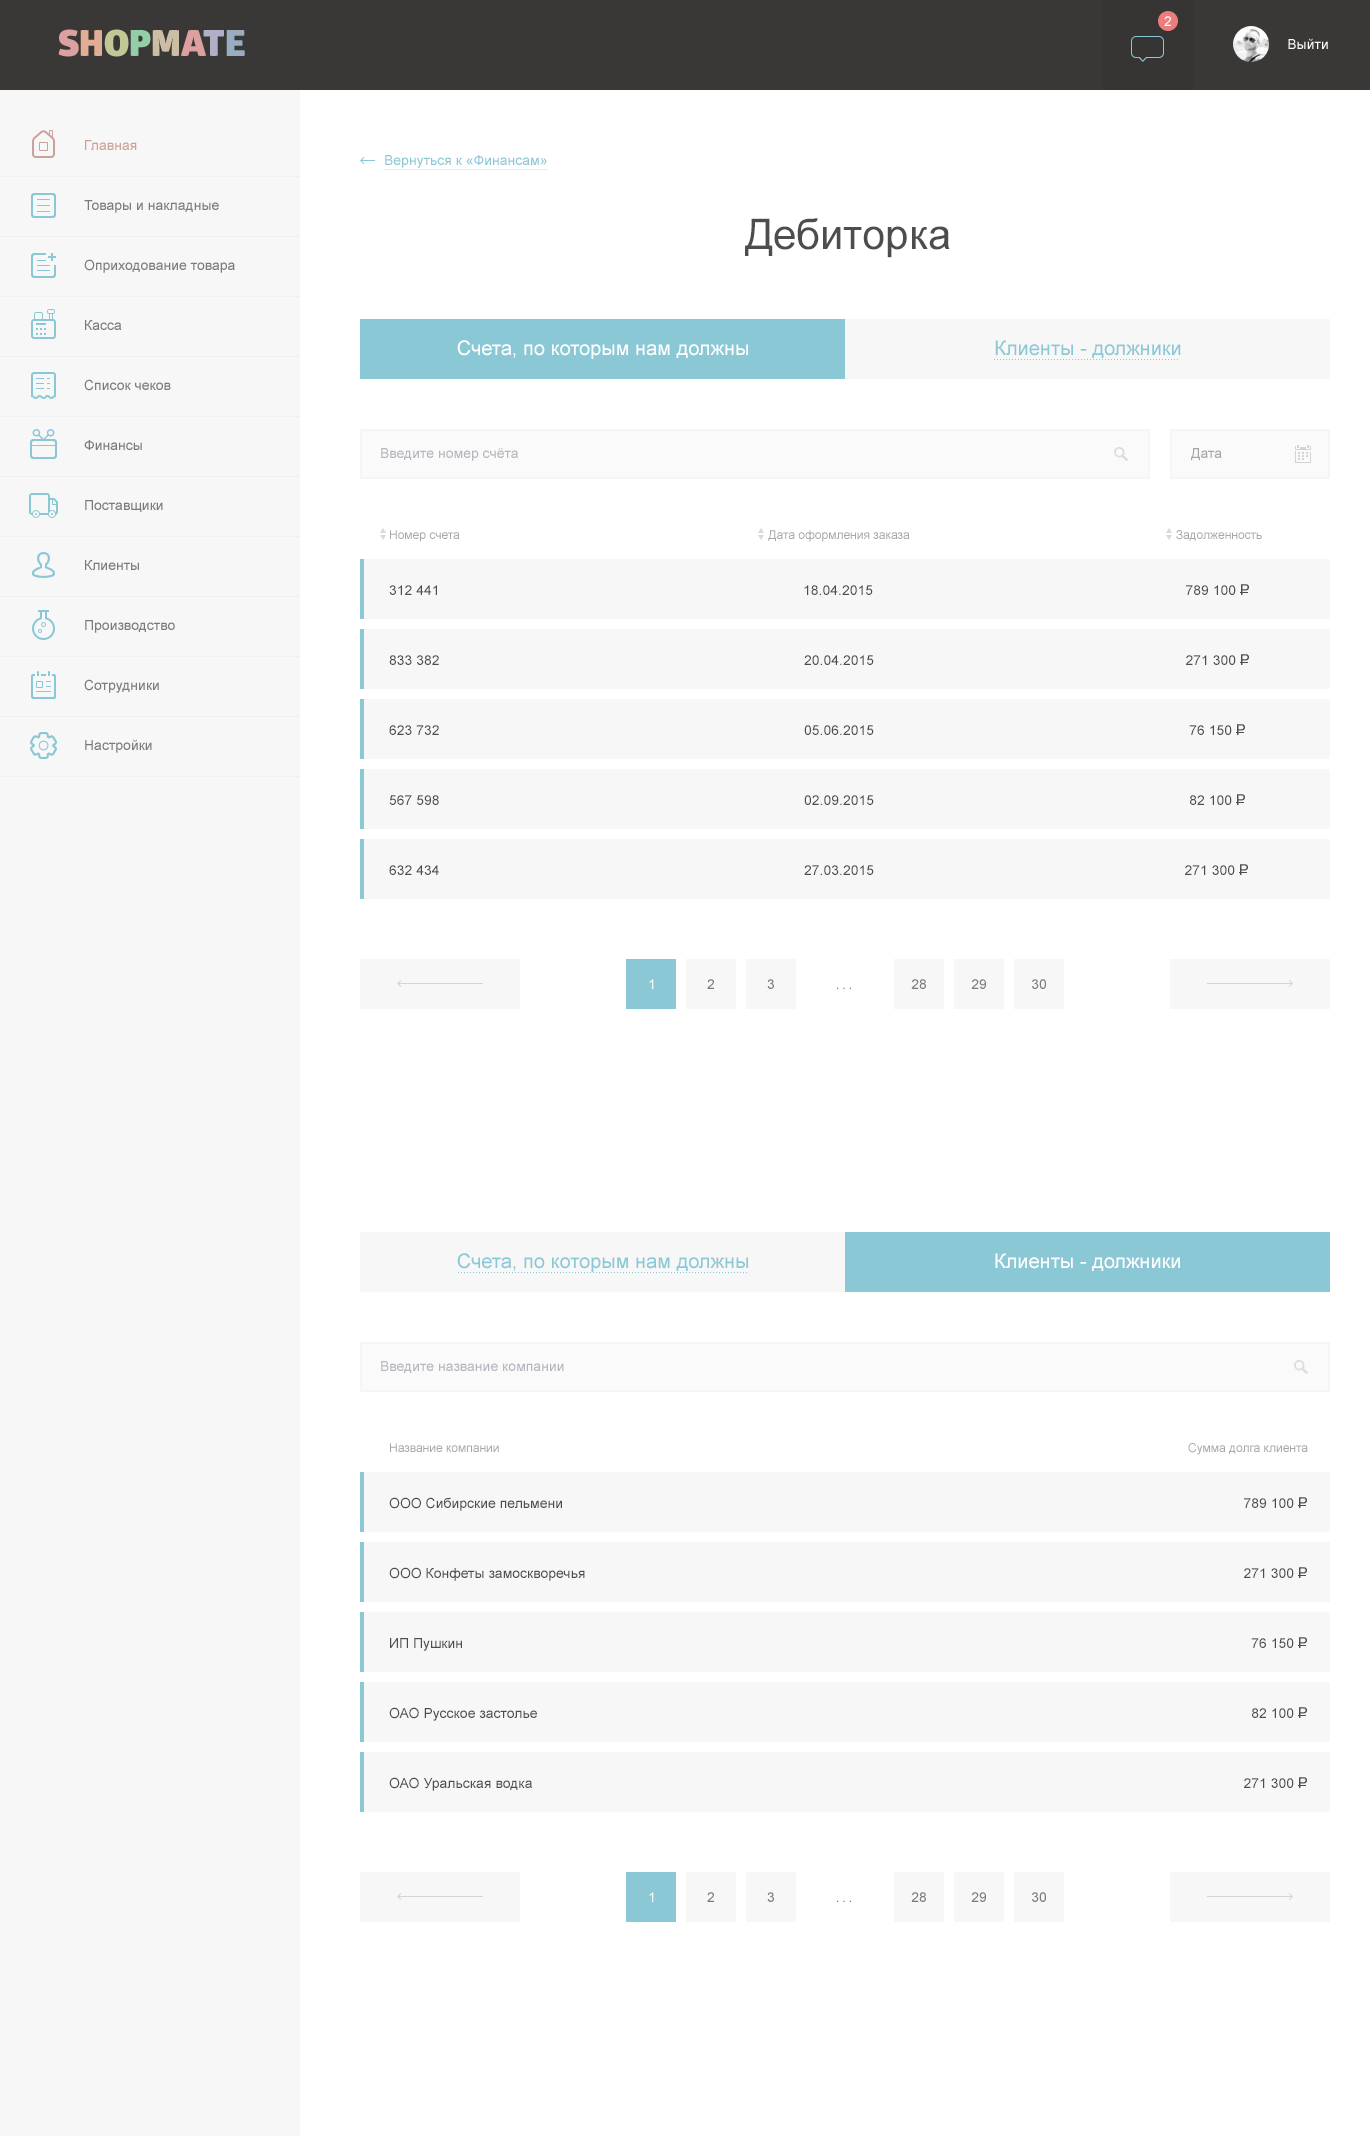 SHOPMATE
2
Выйти
Главная
Товары и накладные
Оприходование товара
Касса
Список чеков
Финансы
Поставщики
Клиенты
Производство
Сотрудники
Настройки
Вернуться к «Финансам»
Дебиторка
Счета, по которым нам должны
Клиенты - должники
Введите номер счёта
Дата
Номер счета Дата оформления заказа Задолженность
312 441 18.04.2015 789 100 ₽
833 382 20.04.2015 271 300 ₽
623 732 05.06.2015 76 150 ₽
567 598 02.09.2015 82 100 ₽
632 434 27.03.2015 271 300 ₽
1 2 3 ... 28 29 30
Счета, по которым нам должны
Клиенты - должники
Введите название компании
Название компании Сумма долга клиента
ООО Сибирские пельмени 789 100 ₽
ООО Конфеты замоскворечья 271 300 ₽
ИП Пушкин 76 150 ₽
ОАО Русское застолье 82 100 ₽
ОАО Уральская водка 271 300 ₽
1 2 3 ... 28 29 30